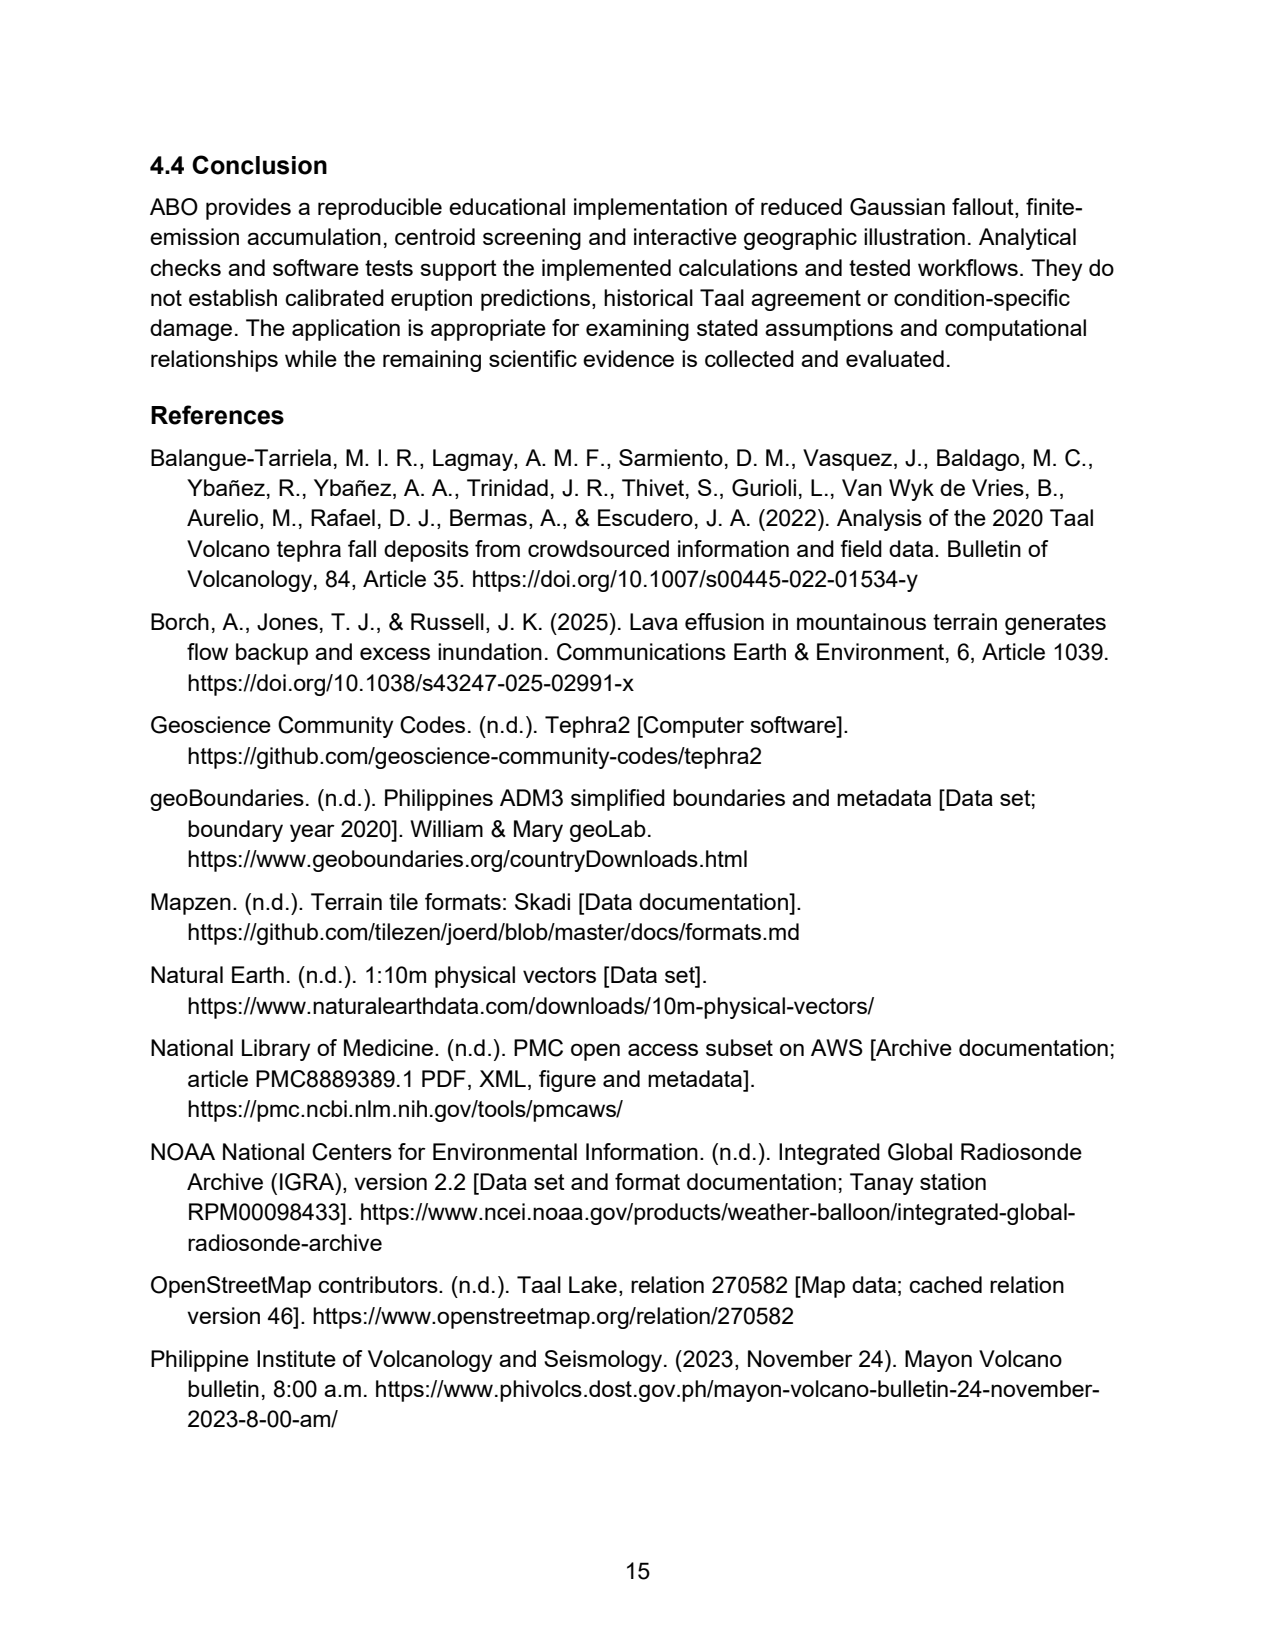 4.4 Conclusion
ABO provides a reproducible educational implementation of reduced Gaussian fallout, finite-
emission accumulation, centroid screening and interactive geographic illustration. Analytical
checks and software tests support the implemented calculations and tested workflows. They do
not establish calibrated eruption predictions, historical Taal agreement or condition-specific
damage. The application is appropriate for examining stated assumptions and computational
relationships while the remaining scientific evidence is collected and evaluated.
References
Balangue-Tarriela, M. I. R., Lagmay, A. M. F., Sarmiento, D. M., Vasquez, J., Baldago, M. C.,
Ybañez, R., Ybañez, A. A., Trinidad, J. R., Thivet, S., Gurioli, L., Van Wyk de Vries, B.,
Aurelio, M., Rafael, D. J., Bermas, A., & Escudero, J. A. (2022). Analysis of the 2020 Taal
Volcano tephra fall deposits from crowdsourced information and field data. Bulletin of
Volcanology, 84, Article 35. https://doi.org/10.1007/s00445-022-01534-y
Borch, A., Jones, T. J., & Russell, J. K. (2025). Lava effusion in mountainous terrain generates
flow backup and excess inundation. Communications Earth & Environment, 6, Article 1039.
https://doi.org/10.1038/s43247-025-02991-x
Geoscience Community Codes. (n.d.). Tephra2 [Computer software].
https://github.com/geoscience-community-codes/tephra2
geoBoundaries. (n.d.). Philippines ADM3 simplified boundaries and metadata [Data set;
boundary year 2020]. William & Mary geoLab.
https://www.geoboundaries.org/countryDownloads.html
Mapzen. (n.d.). Terrain tile formats: Skadi [Data documentation].
https://github.com/tilezen/joerd/blob/master/docs/formats.md
Natural Earth. (n.d.). 1:10m physical vectors [Data set].
https://www.naturalearthdata.com/downloads/10m-physical-vectors/
National Library of Medicine. (n.d.). PMC open access subset on AWS [Archive documentation;
article PMC8889389.1 PDF, XML, figure and metadata].
https://pmc.ncbi.nlm.nih.gov/tools/pmcaws/
NOAA National Centers for Environmental Information. (n.d.). Integrated Global Radiosonde
Archive (IGRA), version 2.2 [Data set and format documentation; Tanay station
RPM00098433]. https://www.ncei.noaa.gov/products/weather-balloon/integrated-global-
radiosonde-archive
OpenStreetMap contributors. (n.d.). Taal Lake, relation 270582 [Map data; cached relation
version 46]. https://www.openstreetmap.org/relation/270582
Philippine Institute of Volcanology and Seismology. (2023, November 24). Mayon Volcano
bulletin, 8:00 a.m. https://www.phivolcs.dost.gov.ph/mayon-volcano-bulletin-24-november-
2023-8-00-am/
15